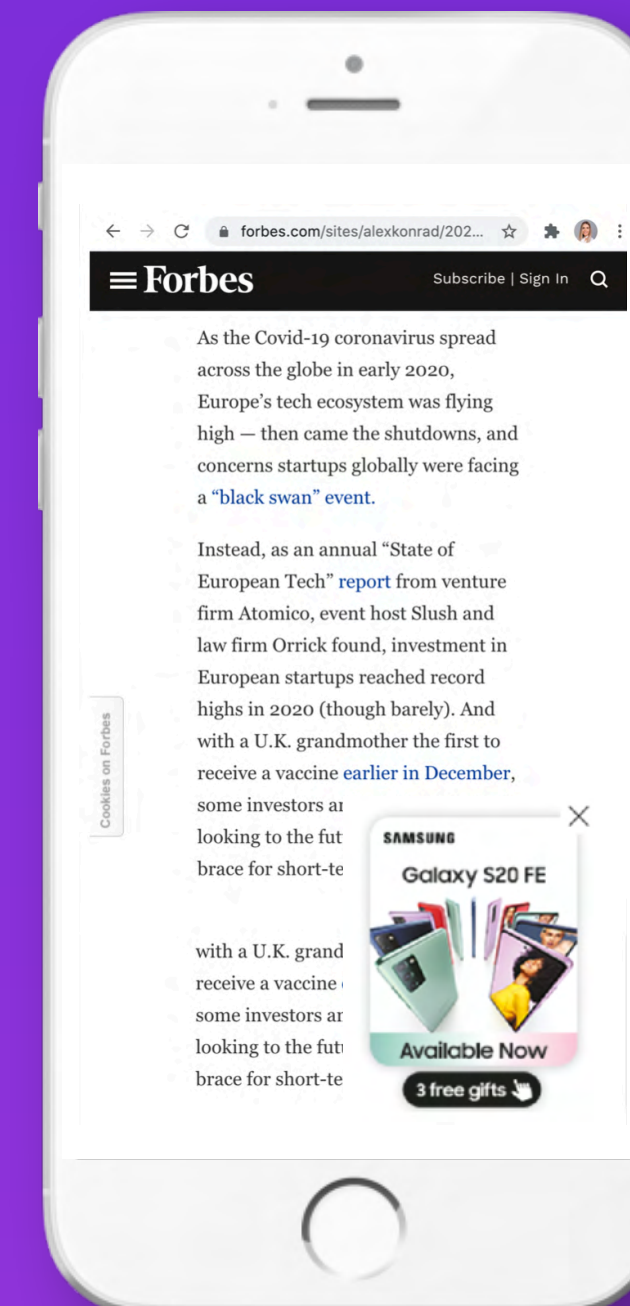 forbes.com/sites/alexkonrad/202...
Forbes
Subscribe | Sign In
As the Covid-19 coronavirus spread
across the globe in early 2020,
Europe's tech ecosystem was flying
high — then came the shutdowns, and
concerns startups globally were facing
a “black swan” event.
Instead, as an annual “State of
European Tech” report from venture
firm Atomico, event host Slush and
law firm Orrick found, investment in
European startups reached record
highs in 2020 (though barely). And
with a U.K. grandmother the first to
receive a vaccine earlier in December,
some investors ar
looking to the fut
brace for short-te
Cookies on Forbes
with a U.K. grand
receive a vaccine
some investors ar
looking to the futu
brace for short-te
SAMSUNG
Galaxy S20 FE
Available Now
3 free gifts